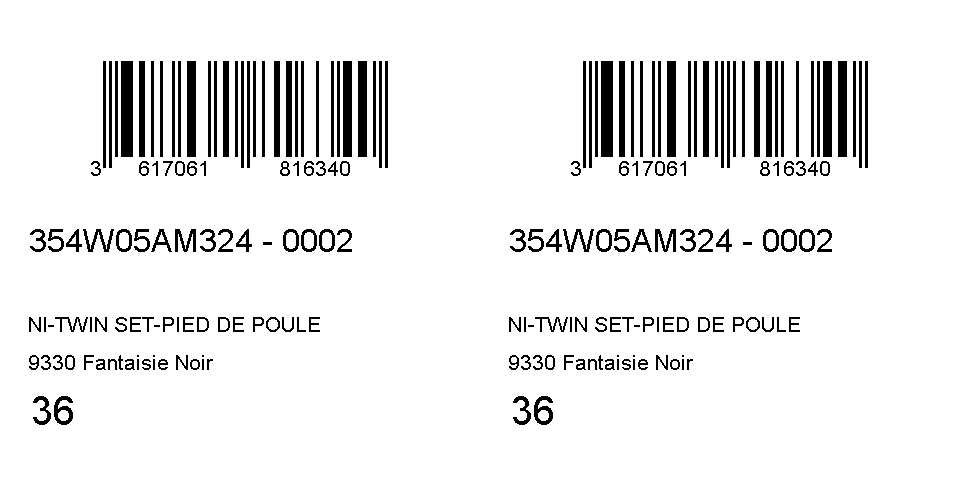 3 617061 816340
354W05AM324 - 0002
NI-TWIN SET-PIED DE POULE
9330 Fantaisie Noir
36
3 617061 816340
354W05AM324 - 0002
NI-TWIN SET-PIED DE POULE
9330 Fantaisie Noir
36